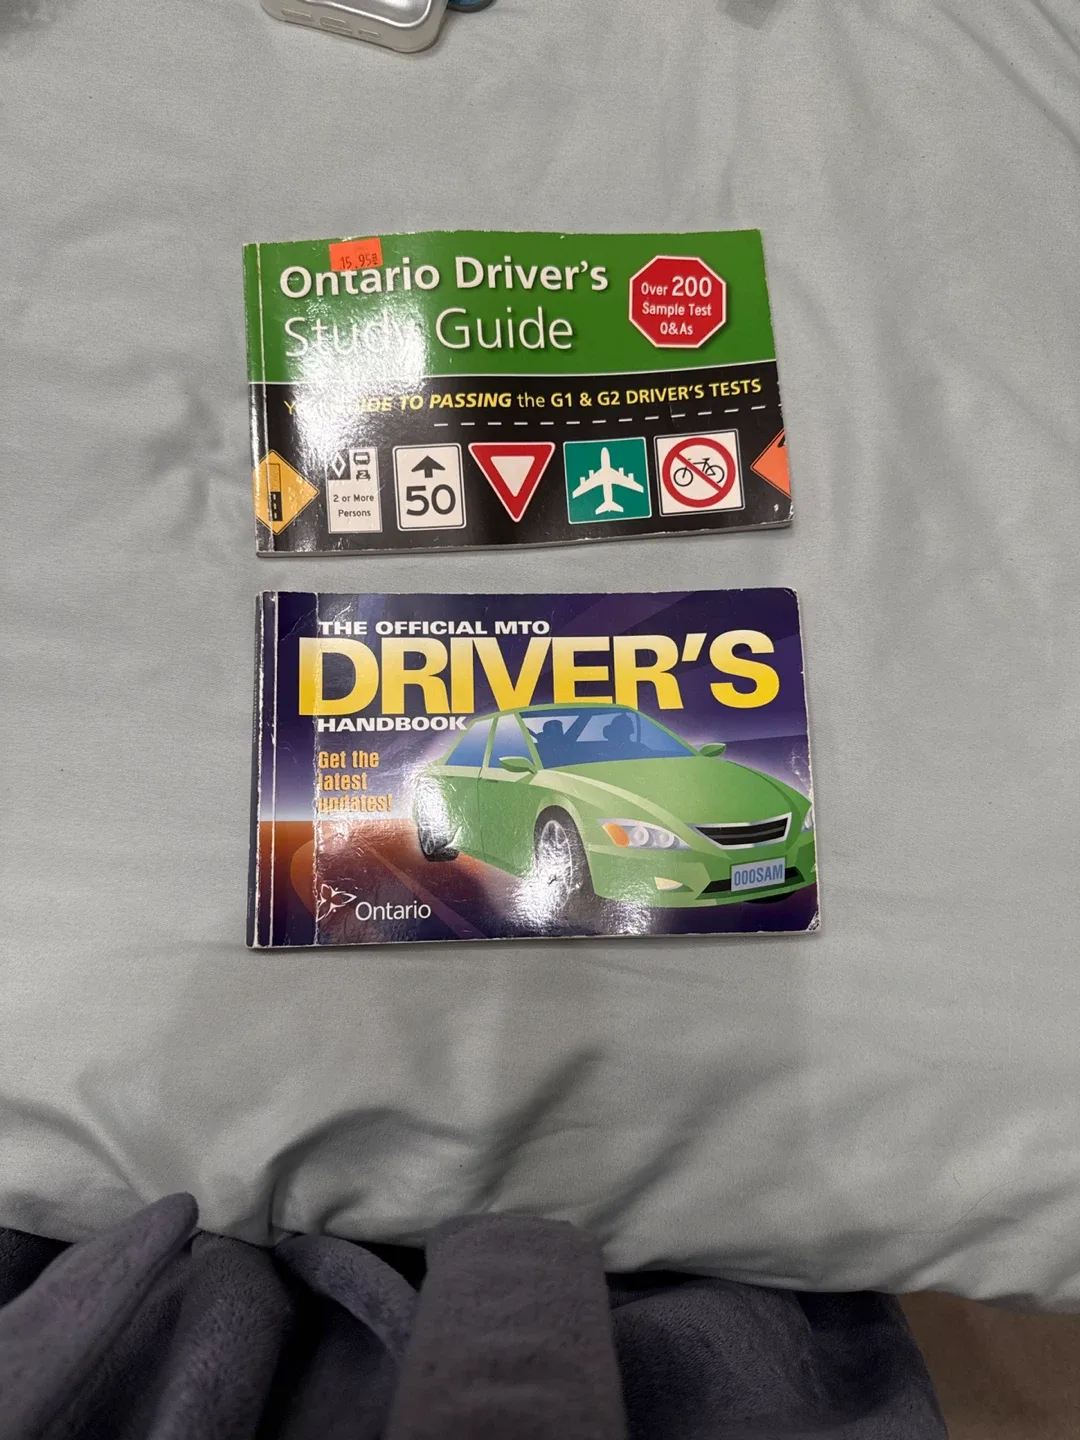 15.95
Ontario Driver's
Study Guide
Over 200
Sample Test
Q&As
TO PASSING the G1 & G2 DRIVER'S TESTS
2 or More
Persons
50
THE OFFICIAL MTO
DRIVER'S
HANDBOOK
Get the
latest
updates!
000SAM
Ontario